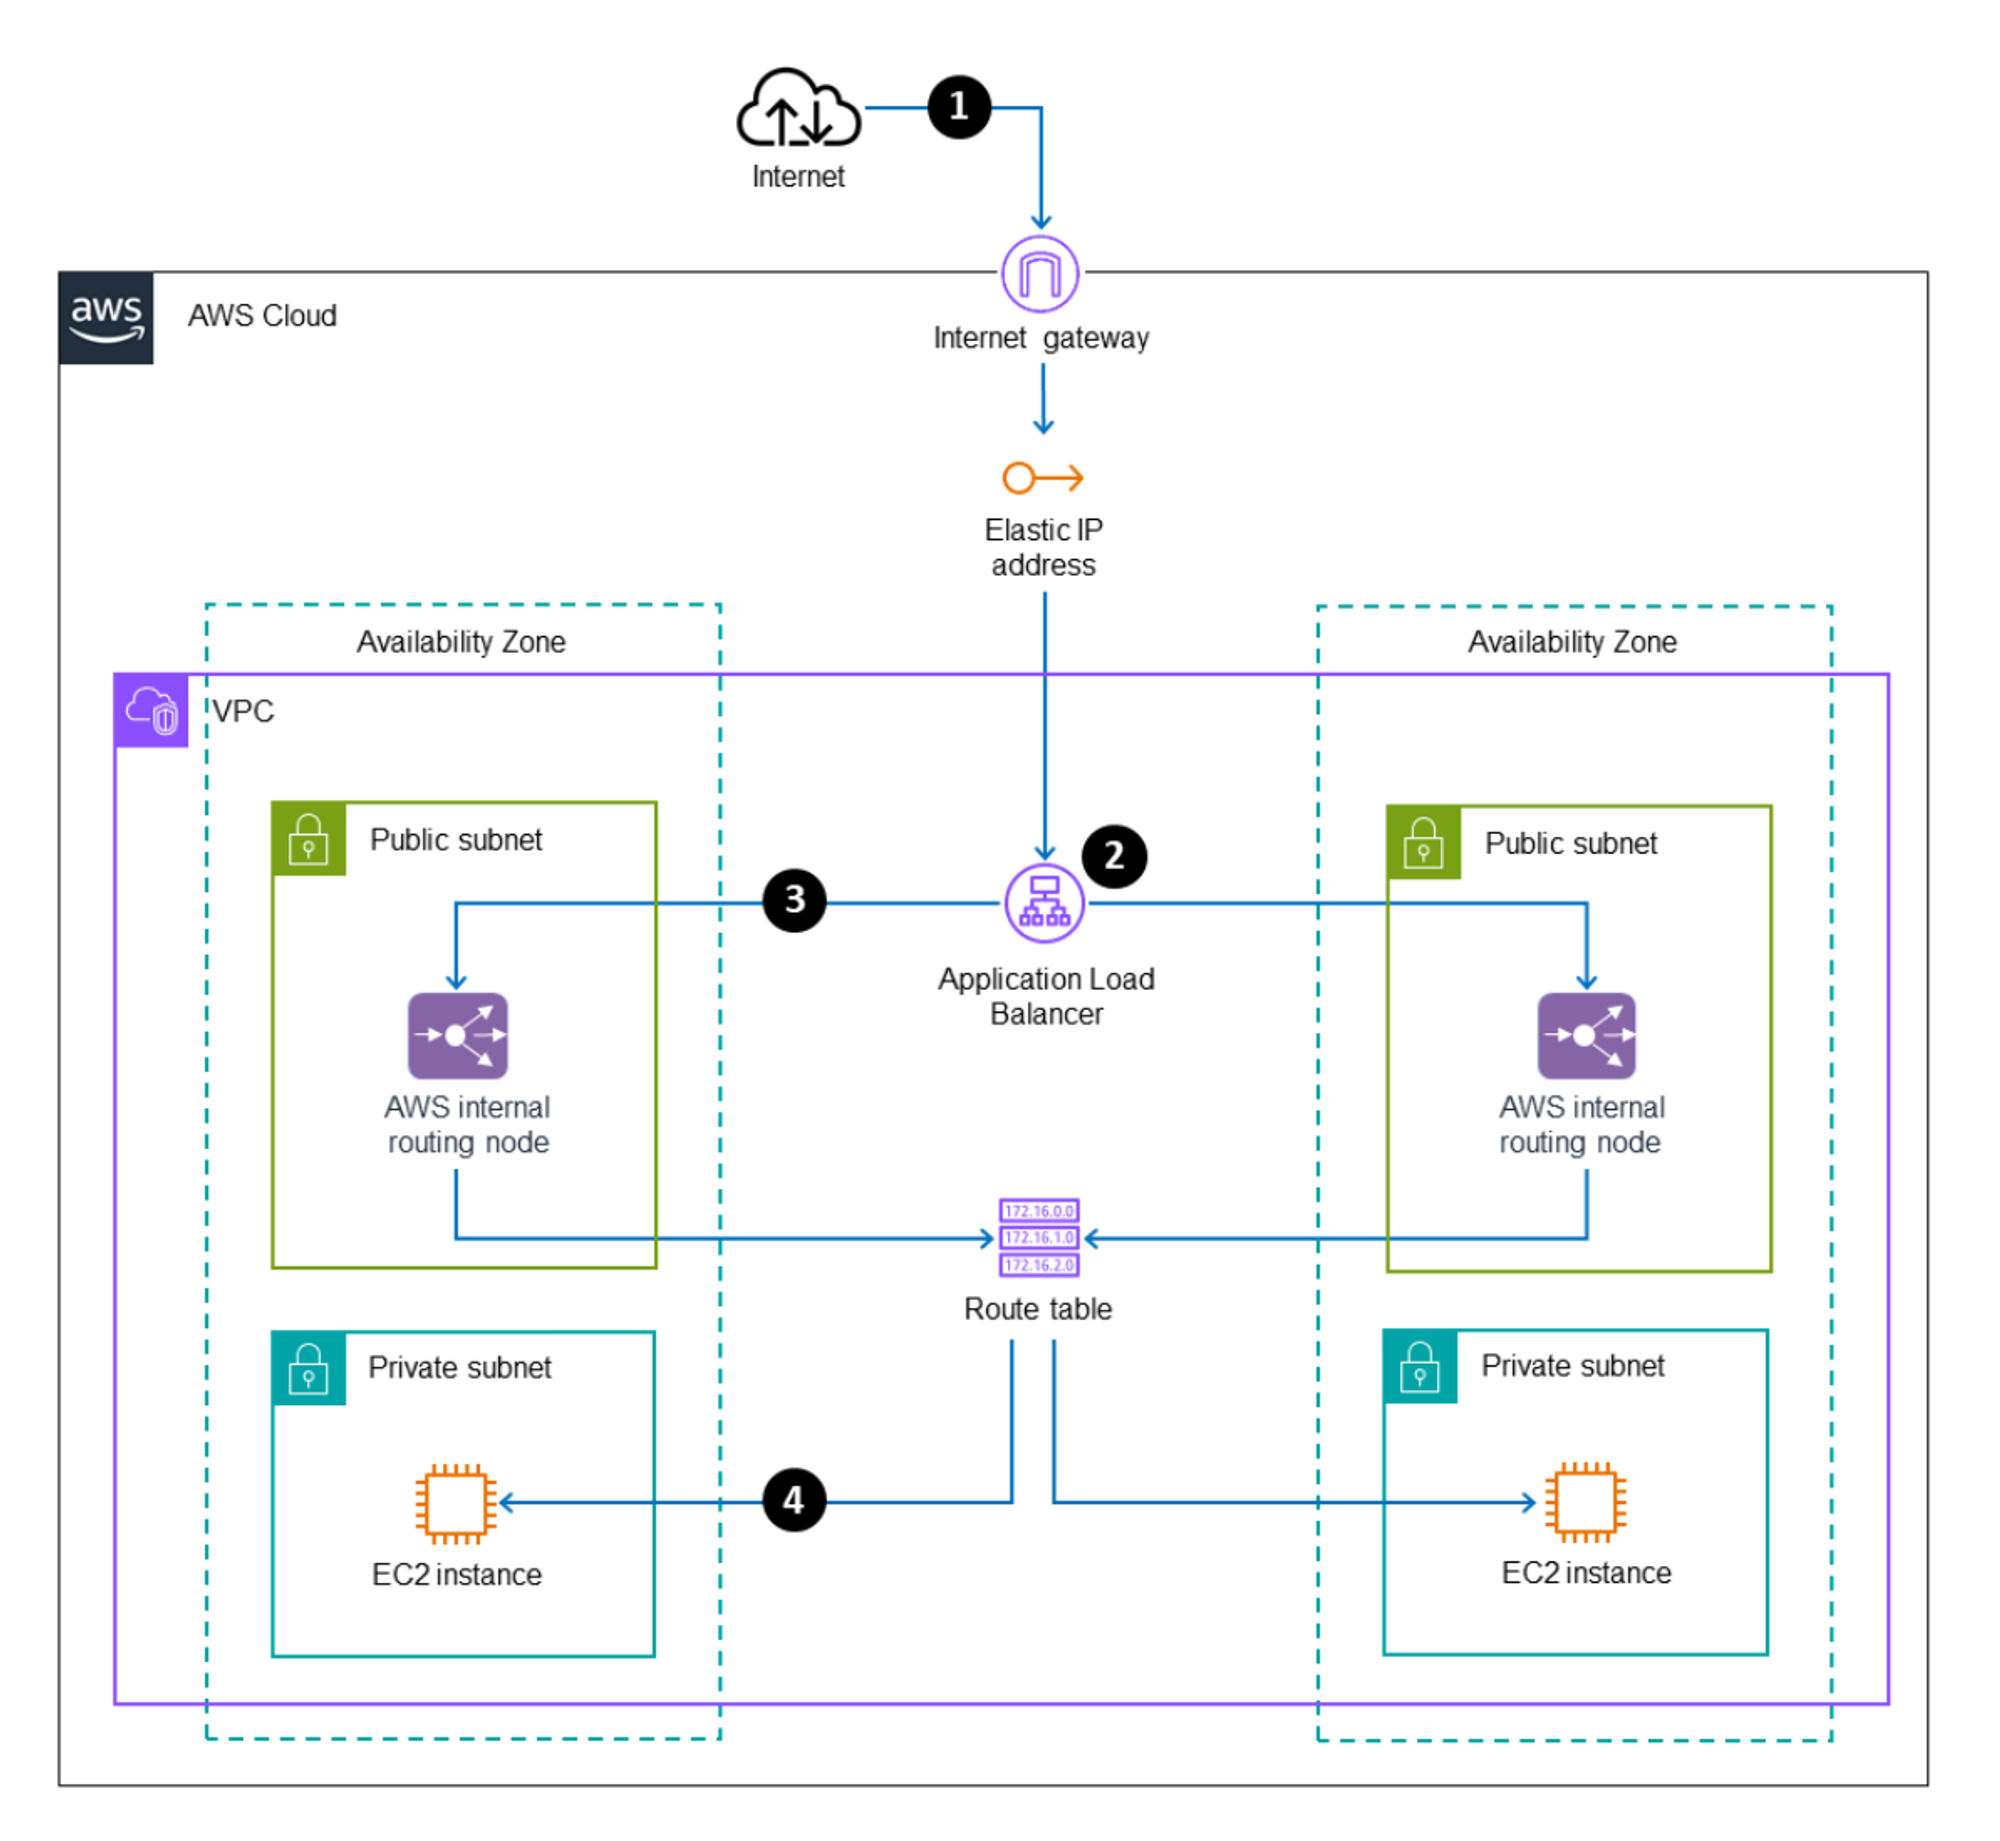 1
Internet
aws
AWS Cloud
Internet gateway
Elastic IP
address
Availability Zone
Availability Zone
VPC
Public subnet
Public subnet
2
3
Application Load
Balancer
AWS internal
routing node
AWS internal
routing node
172.16.0.0
172.16.1.0
172.16.2.0
Route table
Private subnet
Private subnet
4
EC2 instance
EC2 instance